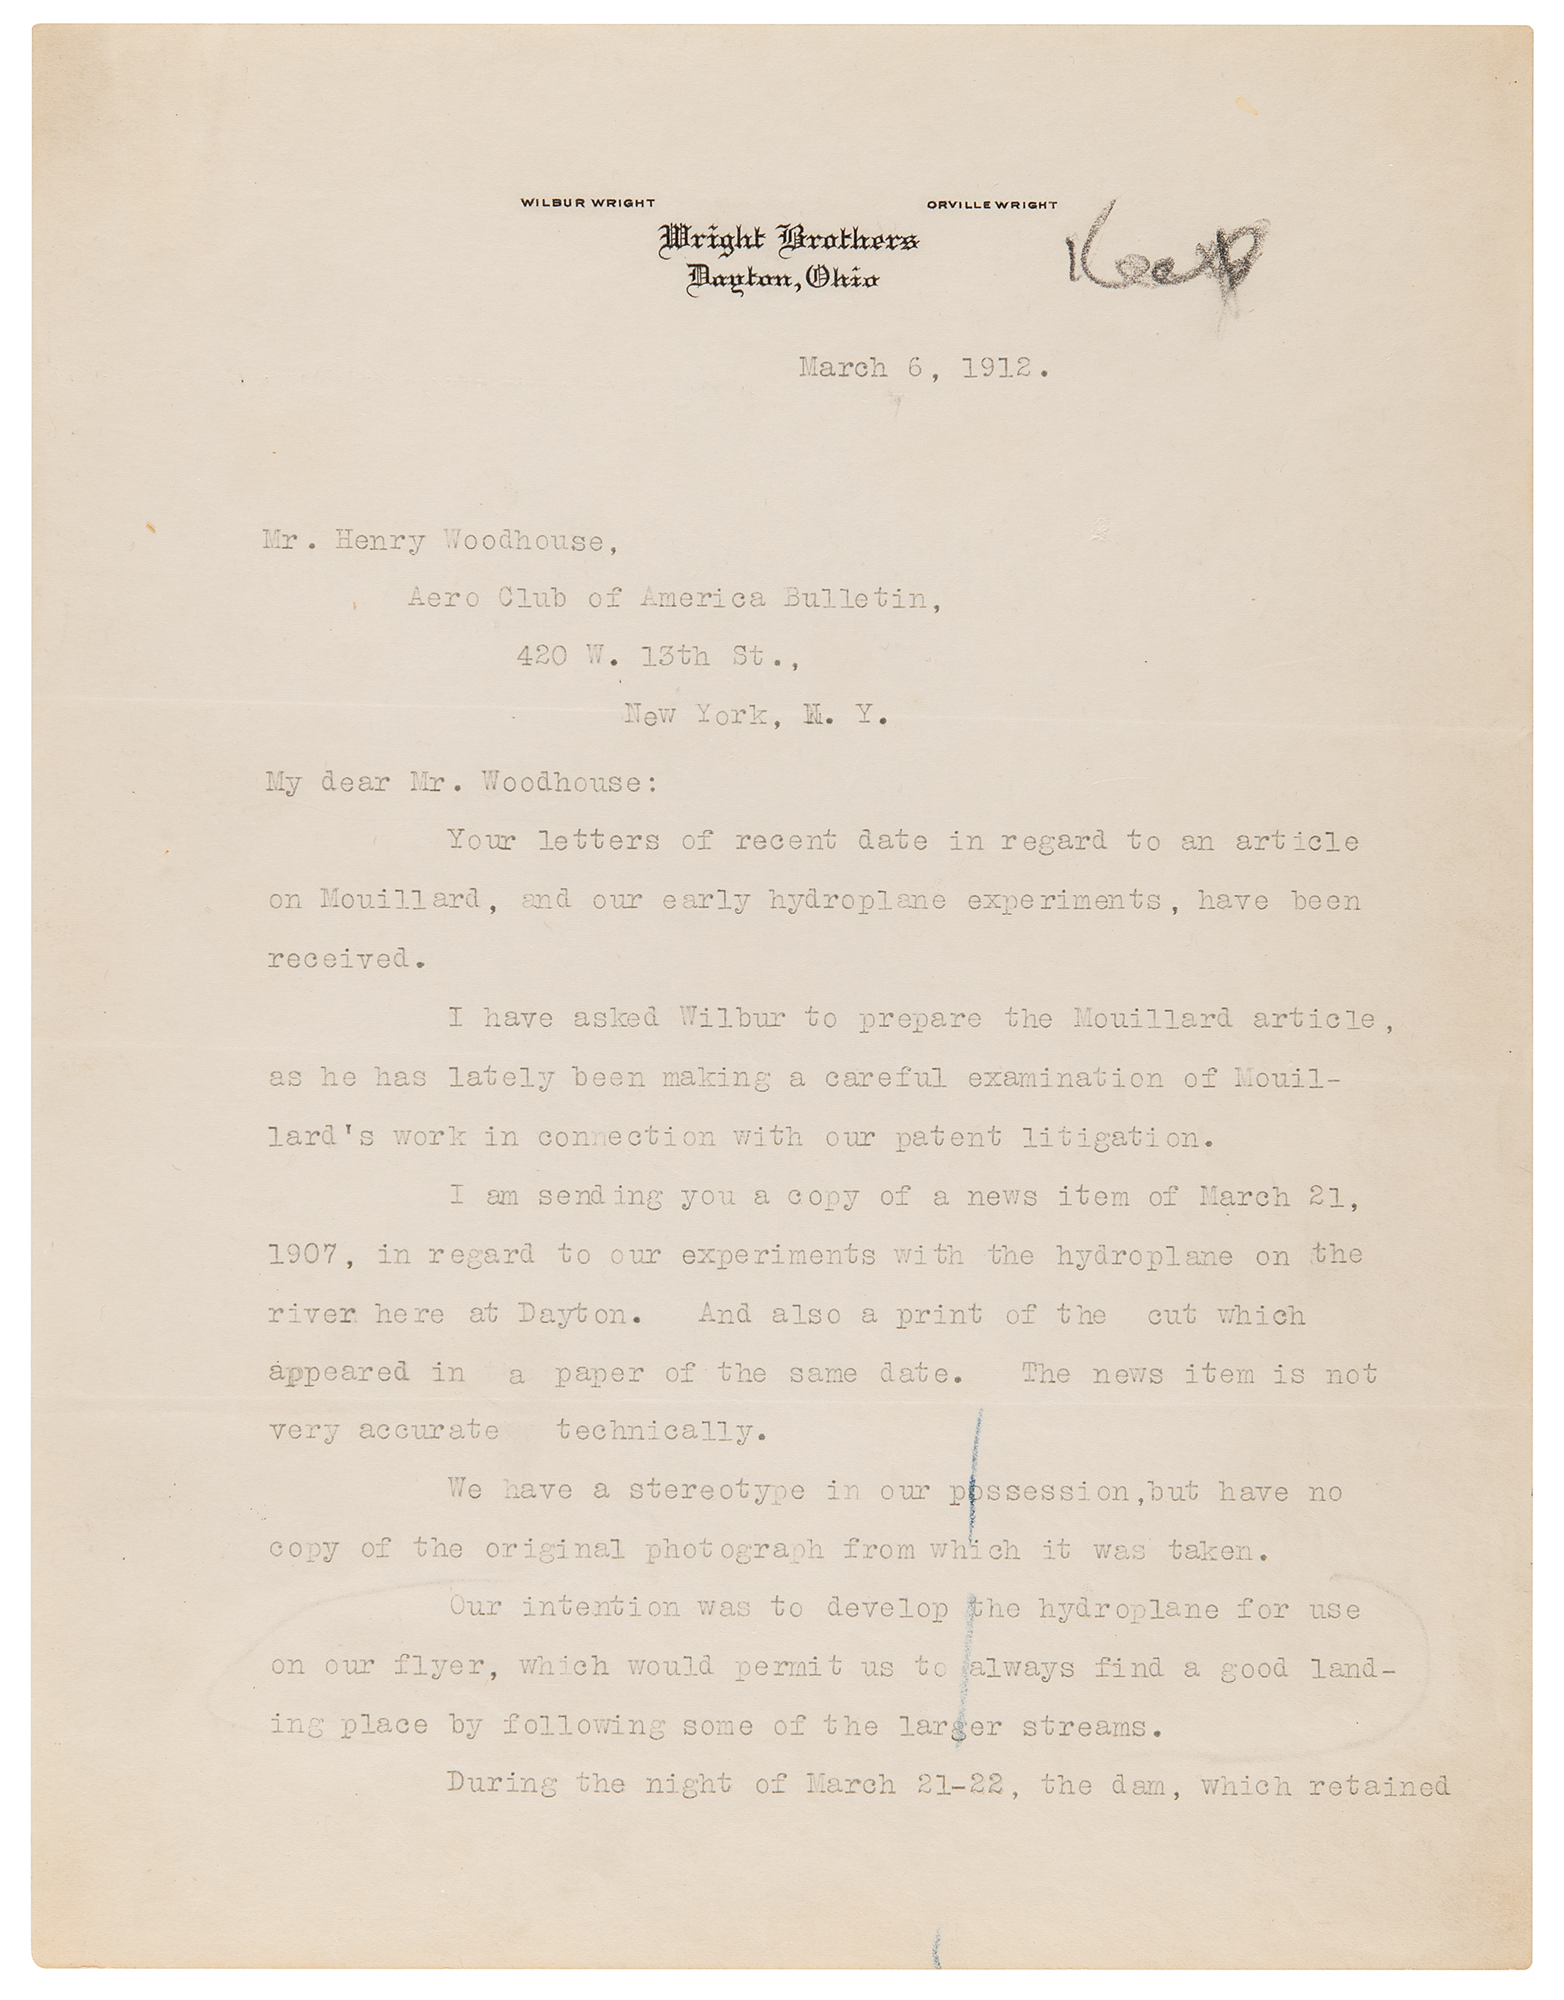 WILBUR WRIGHT ORVILLE WRIGHT
Wright Brothers
Dayton, Ohio
Keep
March 6, 1912.
Mr. Henry Woodhouse,
Aero Club of America Bulletin,
420 W. 13th St.,
New York, N. Y.
My dear Mr. Woodhouse:
Your letters of recent date in regard to an article
on Mouillard, and our early hydroplane experiments, have been
received.
I have asked Wilbur to prepare the Mouillard article,
as he has lately been making a careful examination of Mouil-
lard's work in connection with our patent litigation.
I am sending you a copy of a news item of March 21,
1907, in regard to our experiments with the hydroplane on the
river here at Dayton. And also a print of the cut which
appeared in a paper of the same date. The news item is not
very accurate technically.
We have a stereotype in our possession,but have no
copy of the original photograph from which it was taken.
Our intention was to develop the hydroplane for use
on our flyer, which would permit us to always find a good land-
ing place by following some of the larger streams.
During the night of March 21-22, the dam, which retained